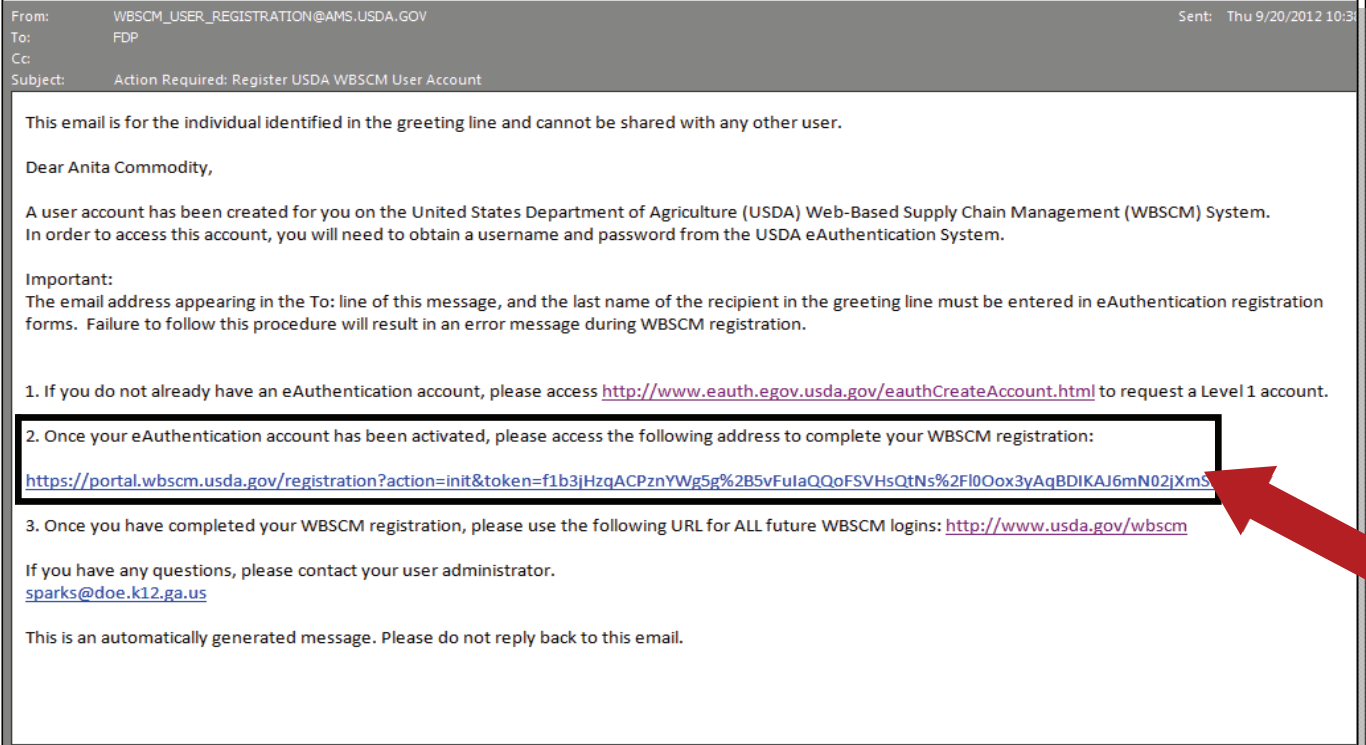 From: WBSCM_USER_REGISTRATION@AMS.USDA.GOV Sent: Thu 9/20/2012
To: FDP
Cc:
Subject: Action Required: Register USDA WBSCM User Account
This email is for the individual identified in the greeting line and cannot be shared with any other user.
Dear Anita Commodity,
A user account has been created for you on the United States Department of Agriculture (USDA) Web-Based Supply Chain Management (WBSCM) System.
In order to access this account, you will need to obtain a username and password from the USDA eAuthentication System.
Important:
The email address appearing in the To: line of this message, and the last name of the recipient in the greeting line must be entered in eAuthentication registration
forms. Failure to follow this procedure will result in an error message during WBSCM registration.
1. If you do not already have an eAuthentication account, please access http://www.eauth.egov.usda.gov/eauthCreateAccount.html to request a Level 1 account.
2. Once your eAuthentication account has been activated, please access the following address to complete your WBSCM registration:
https://portal.wbscm.usda.gov/registration?action=init&token=f1b3jHzqACPznYWg5g%2B5vFuIaQQoFSVHsQtNs%2Fl0Oox3yAqBDIKAJ6mN02jXmS
3. Once you have completed your WBSCM registration, please use the following URL for ALL future WBSCM logins: http://www.usda.gov/wbscm
If you have any questions, please contact your user administrator.
sparks@doe.k12.ga.us
This is an automatically generated message. Please do not reply back to this email.